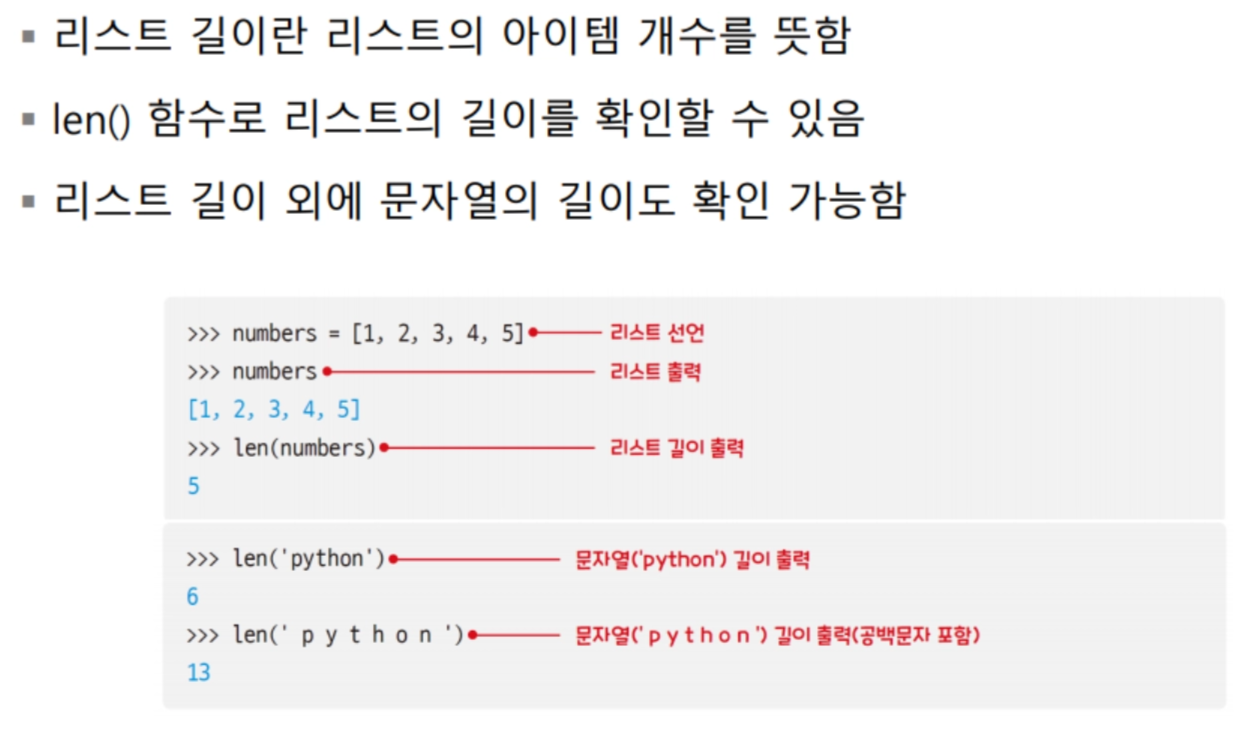 ▪ 리스트 길이란 리스트의 아이템 개수를 뜻함
▪ len() 함수로 리스트의 길이를 확인할 수 있음
▪ 리스트 길이 외에 문자열의 길이도 확인 가능함
>>> numbers = [1, 2, 3, 4, 5] 리스트 선언
>>> numbers 리스트 출력
[1, 2, 3, 4, 5]
>>> len(numbers) 리스트 길이 출력
5
>>> len('python') 문자열('python') 길이 출력
6
>>> len(' p y t h o n ') 문자열(' p y t h o n ') 길이 출력(공백문자 포함)
13